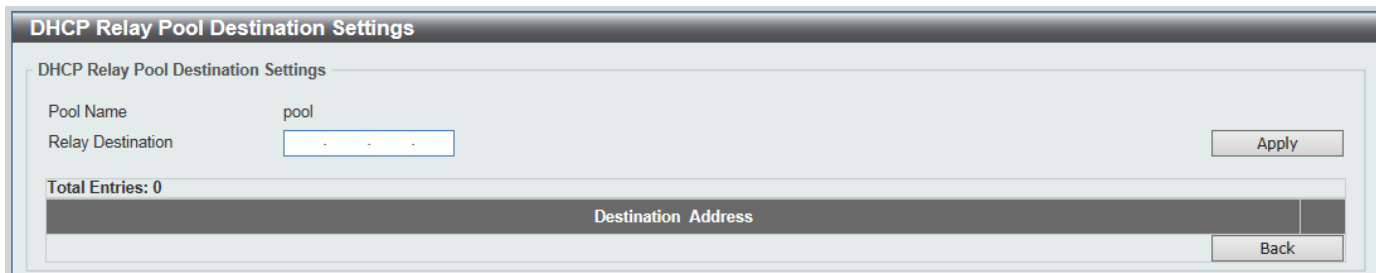 DHCP Relay Pool Destination Settings
DHCP Relay Pool Destination Settings
Pool Name pool
Relay Destination . . . Apply
Total Entries: 0
Destination Address
Back